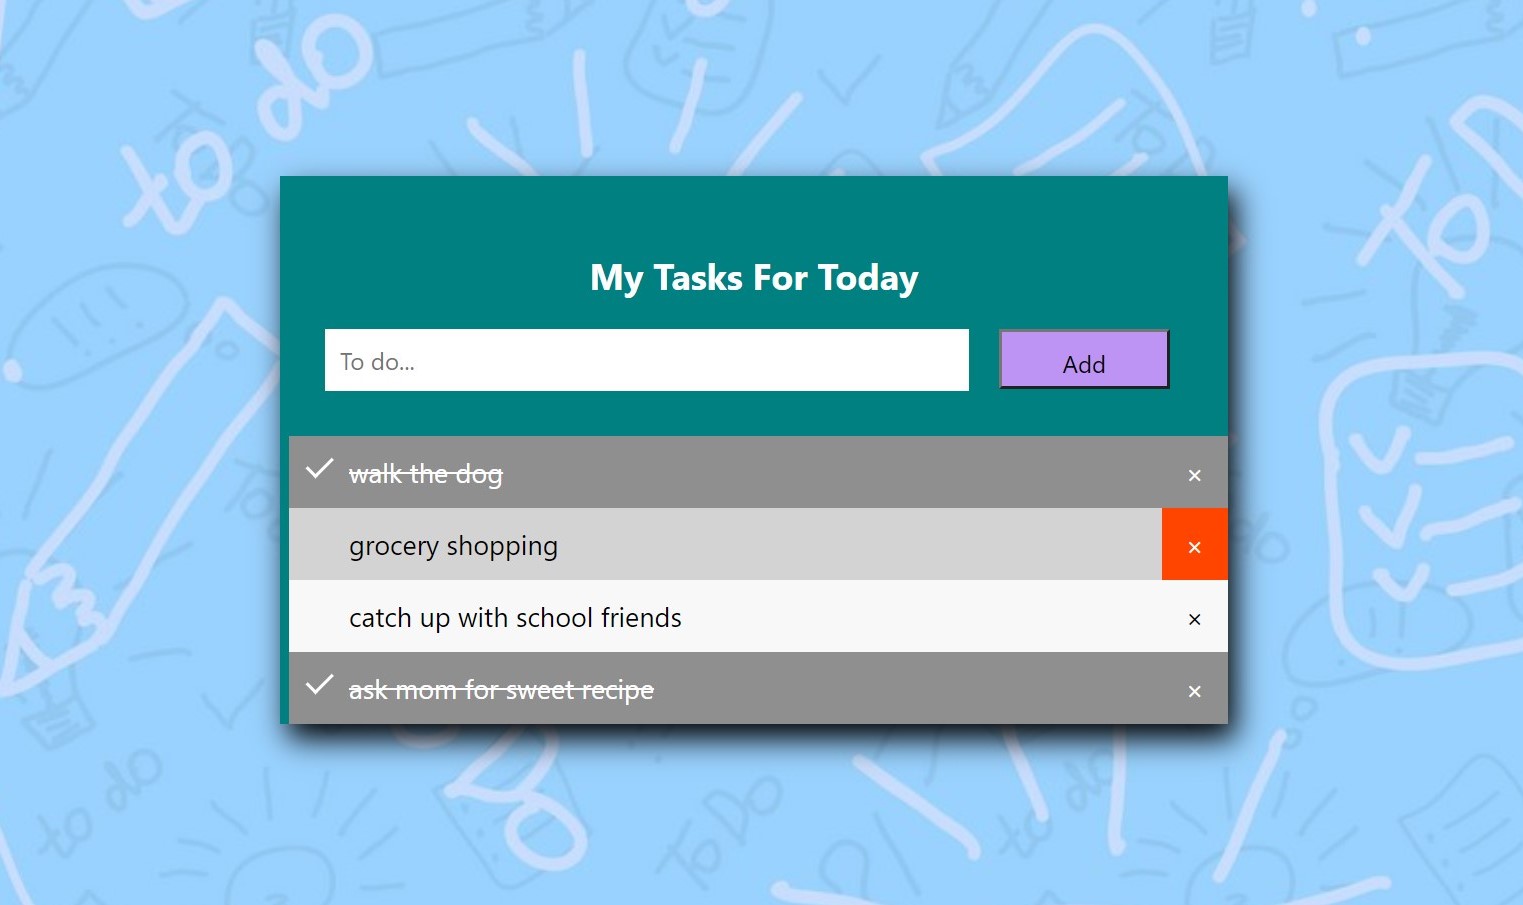 to do
To D
My Tasks For Today
To do...
Add
✓ walk the dog ×
grocery shopping ×
catch up with school friends ×
✓ ask mom for sweet recipe ×
to do
To Do
to do